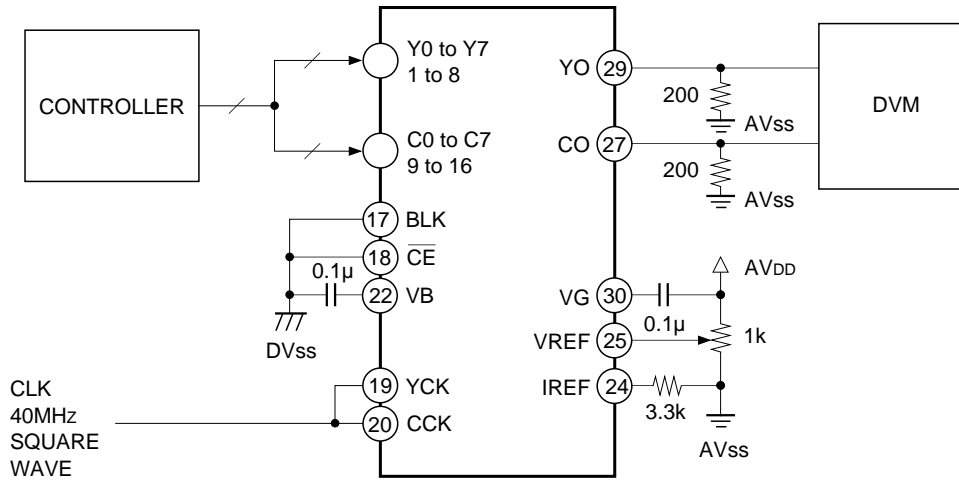 CONTROLLER
Y0 to Y7
1 to 8
C0 to C7
9 to 16
17 BLK
18 CE
0.1µ
22 VB
DVss
19 YCK
20 CCK
CLK
40MHz
SQUARE
WAVE
YO 29
200
AVss
CO 27
200
AVss
DVM
AVDD
VG 30
0.1µ
VREF 25
1k
IREF 24
3.3k
AVss